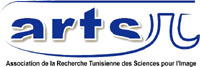 arts
Association de la Recherche Tunisienne des Sciences pour l'Image